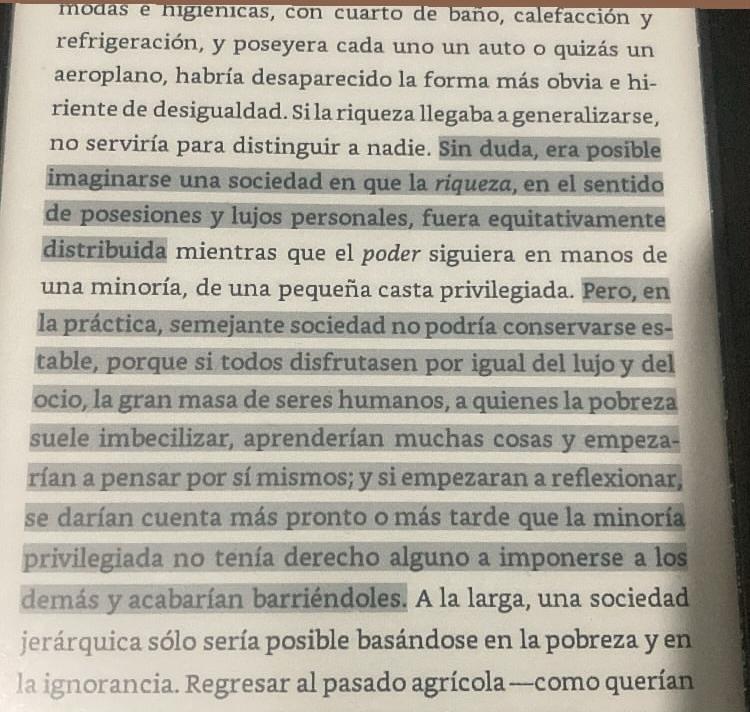 modas e higiénicas, con cuarto de baño, calefacción y
refrigeración, y poseyera cada uno un auto o quizás un
aeroplano, habría desaparecido la forma más obvia e hi-
riente de desigualdad. Si la riqueza llegaba a generalizarse,
no serviría para distinguir a nadie. Sin duda, era posible
imaginarse una sociedad en que la riqueza, en el sentido
de posesiones y lujos personales, fuera equitativamente
distribuida mientras que el poder siguiera en manos de
una minoría, de una pequeña casta privilegiada. Pero, en
la práctica, semejante sociedad no podría conservarse es-
table, porque si todos disfrutasen por igual del lujo y del
ocio, la gran masa de seres humanos, a quienes la pobreza
suele imbecilizar, aprenderían muchas cosas y empeza-
rían a pensar por sí mismos; y si empezaran a reflexionar,
se darían cuenta más pronto o más tarde que la minoría
privilegiada no tenía derecho alguno a imponerse a los
demás y acabarían barriéndoles. A la larga, una sociedad
jerárquica sólo sería posible basándose en la pobreza y en
la ignorancia. Regresar al pasado agrícola —como querían